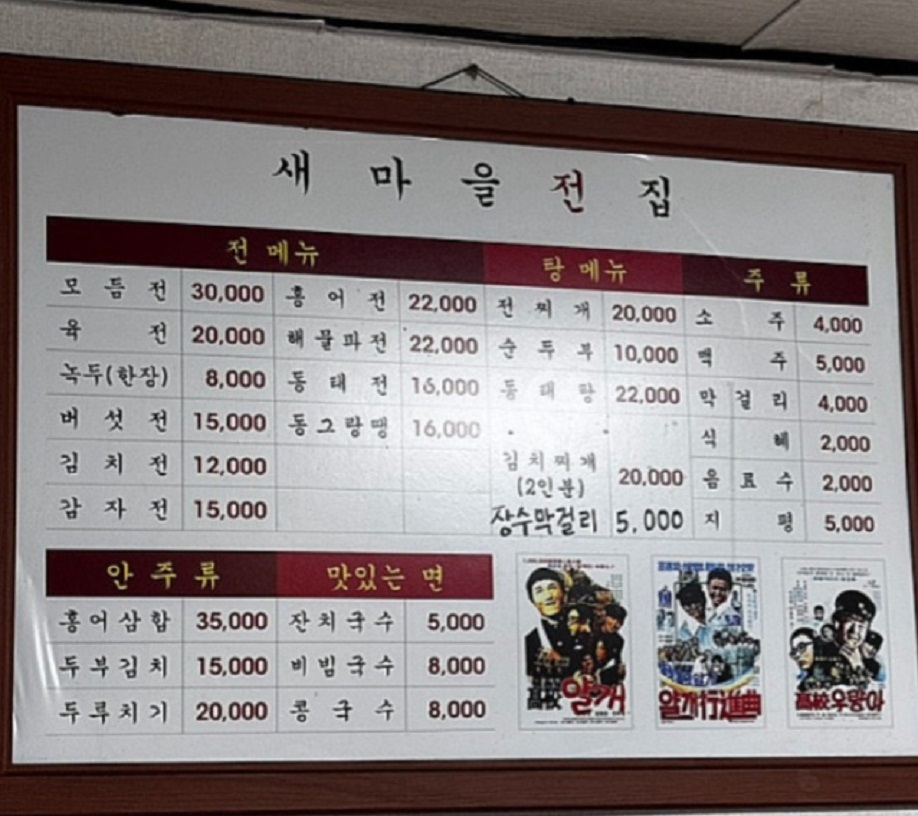 새 마 을 전 집
전 메뉴 탕 메뉴 주 류
모 듬 전 30,000 홍 어 전 22,000 전 찌 개 20,000 소 주 4,000
육 전 20,000 해물파전 22,000 순 두 부 10,000 맥 주 5,000
녹두(한장) 8,000 동 태 전 16,000 동 태 탕 22,000 막 걸 리 4,000
버 섯 전 15,000 동그랑땡 16,000 식 혜 2,000
김 치 전 12,000 김치찌개 (2인분) 20,000 음 료 수 2,000
감 자 전 15,000 장수막걸리 5,000 지 평 5,000
안 주 류 맛있는 면
홍어삼합 35,000 잔치국수 5,000
두부김치 15,000 비빔국수 8,000
두루치기 20,000 콩 국 수 8,000
高校 얄개
얄개行進曲
高校 우량아